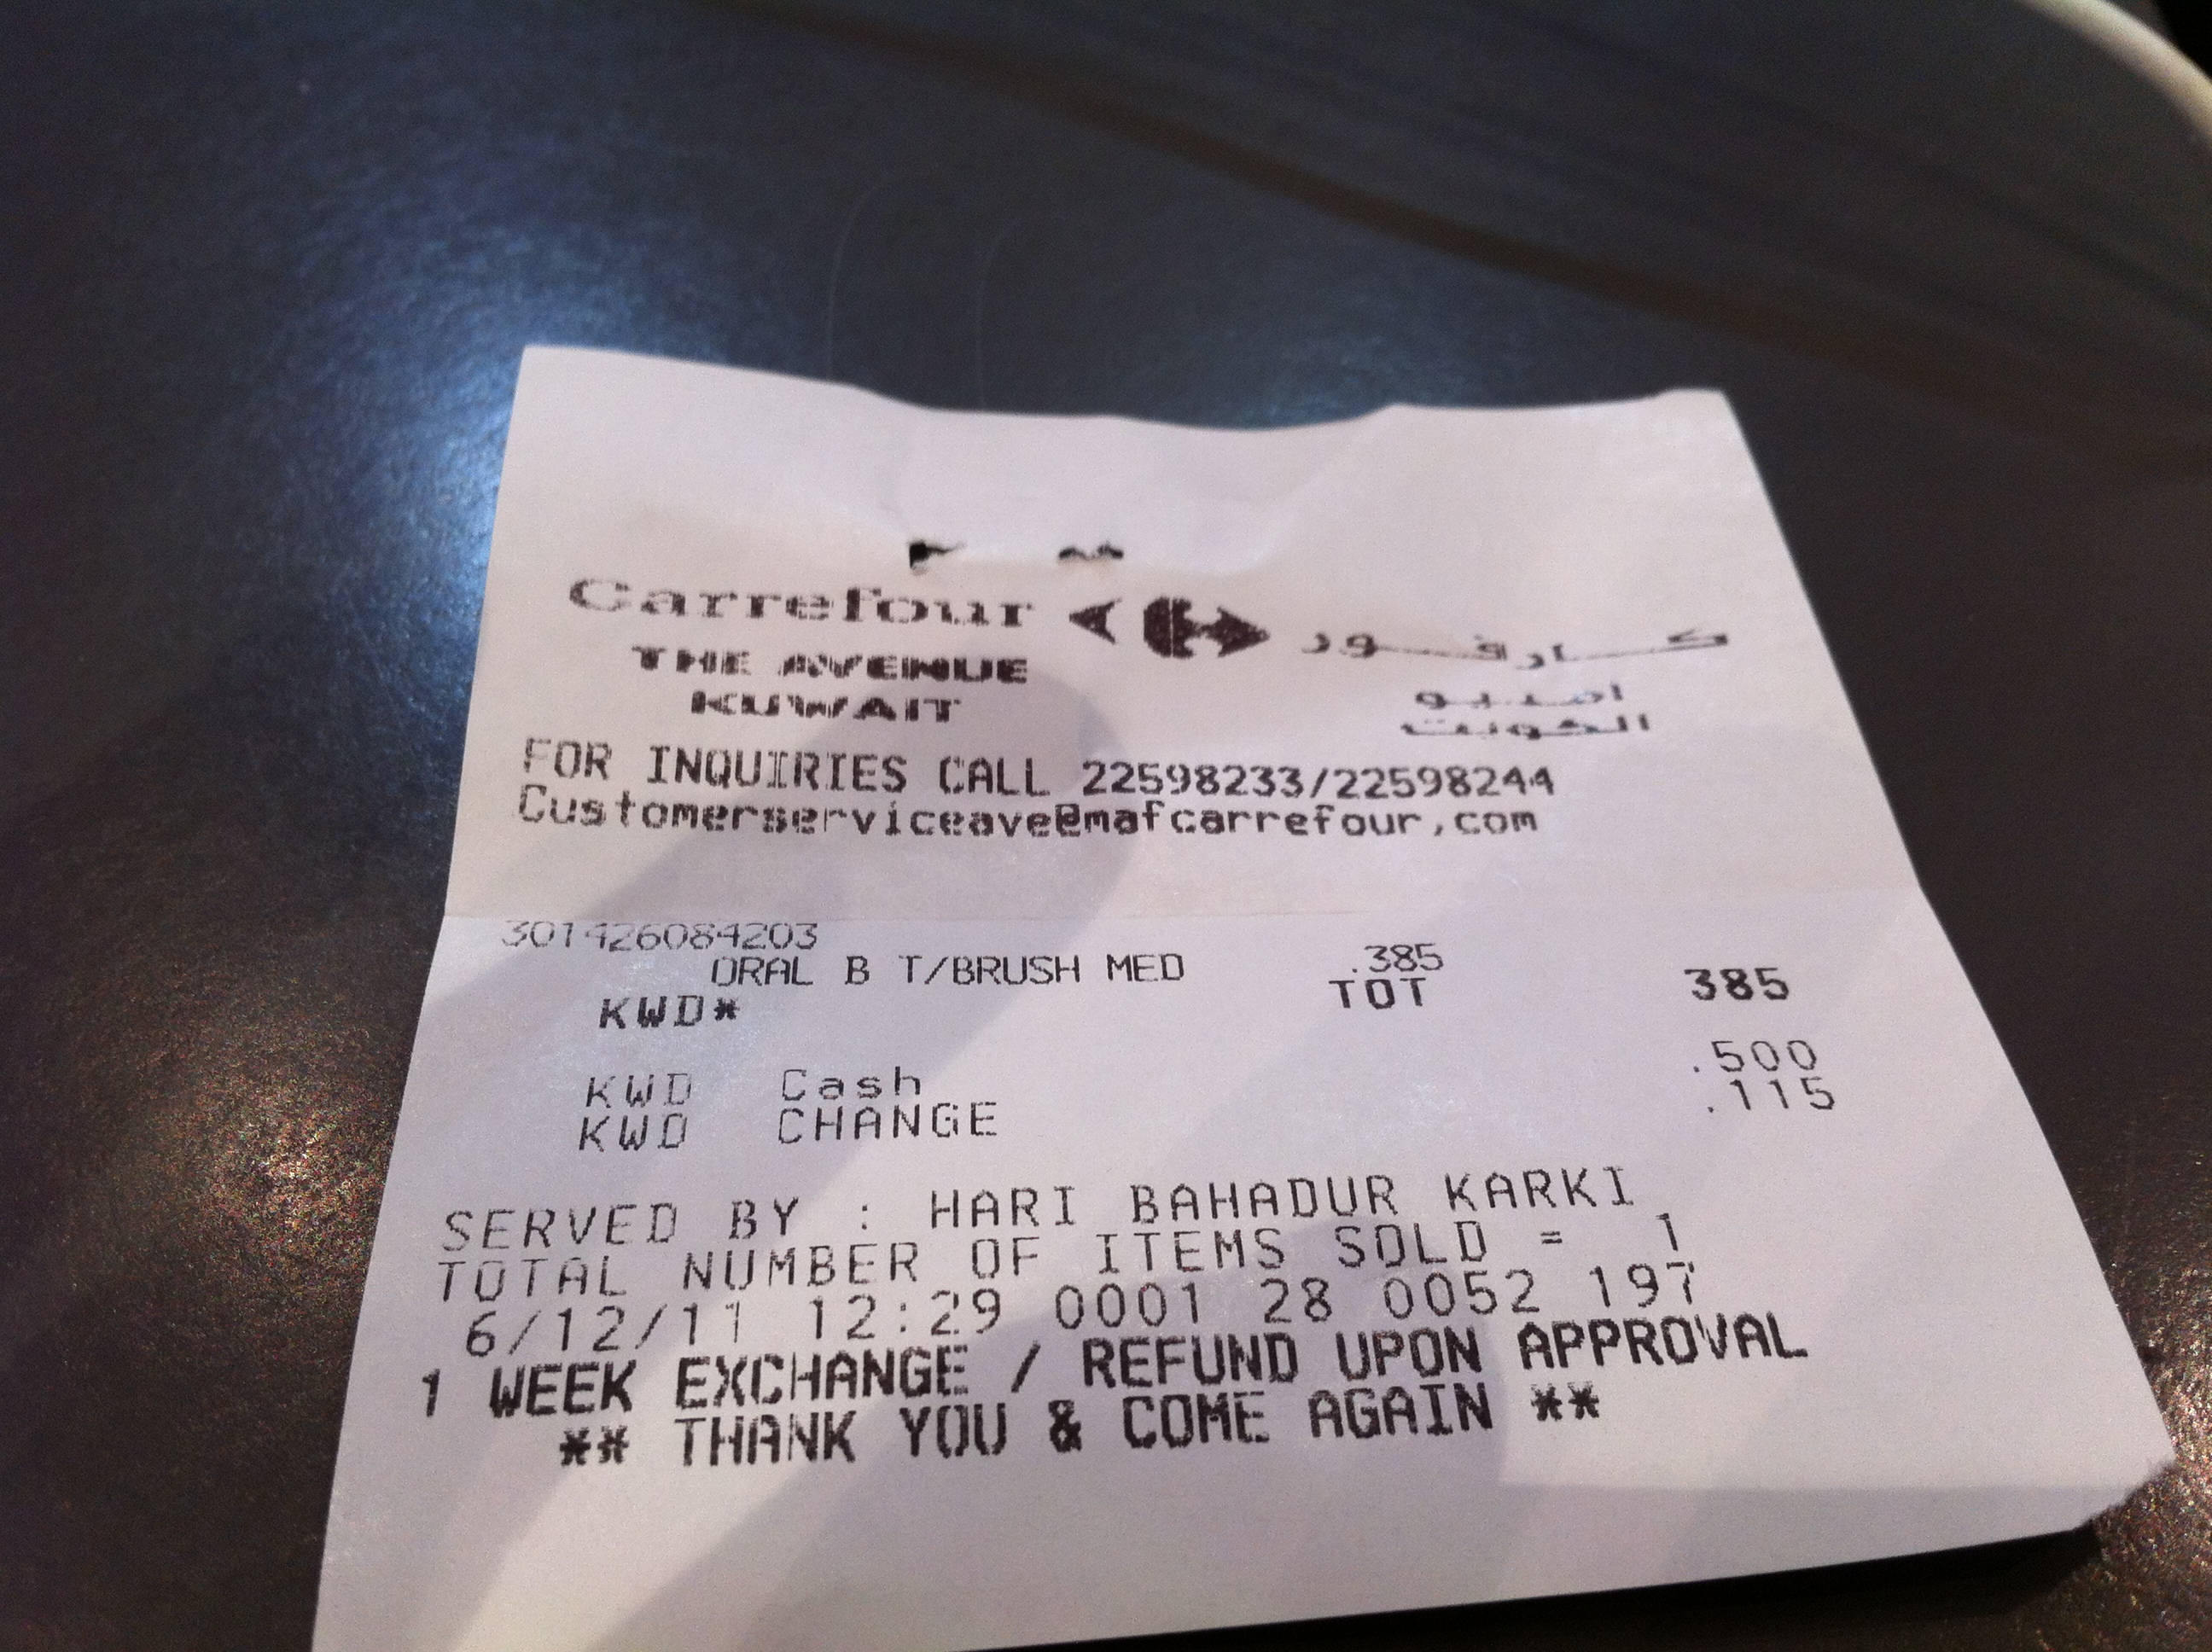 Carrefour كارفور
THE AVENUE افنيو
KUWAIT الكويت
FOR INQUIRIES CALL 22598233/22598244
Customerserviceave@mafcarrefour.com
301426084203
ORAL B T/BRUSH MED .385
KWD* TOT 385
KWD Cash .500
KWD CHANGE .115
SERVED BY : HARI BAHADUR KARKI
TOTAL NUMBER OF ITEMS SOLD = 1
6/12/11 12:29 0001 28 0052 197
1 WEEK EXCHANGE / REFUND UPON APPROVAL
** THANK YOU & COME AGAIN **